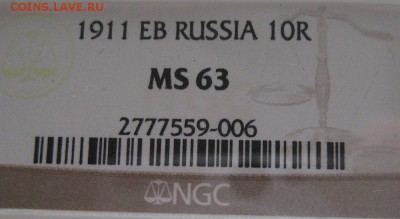 COINS.LAVE.RU
1911 EB RUSSIA 10R
MS 63
2777559-006
NGC